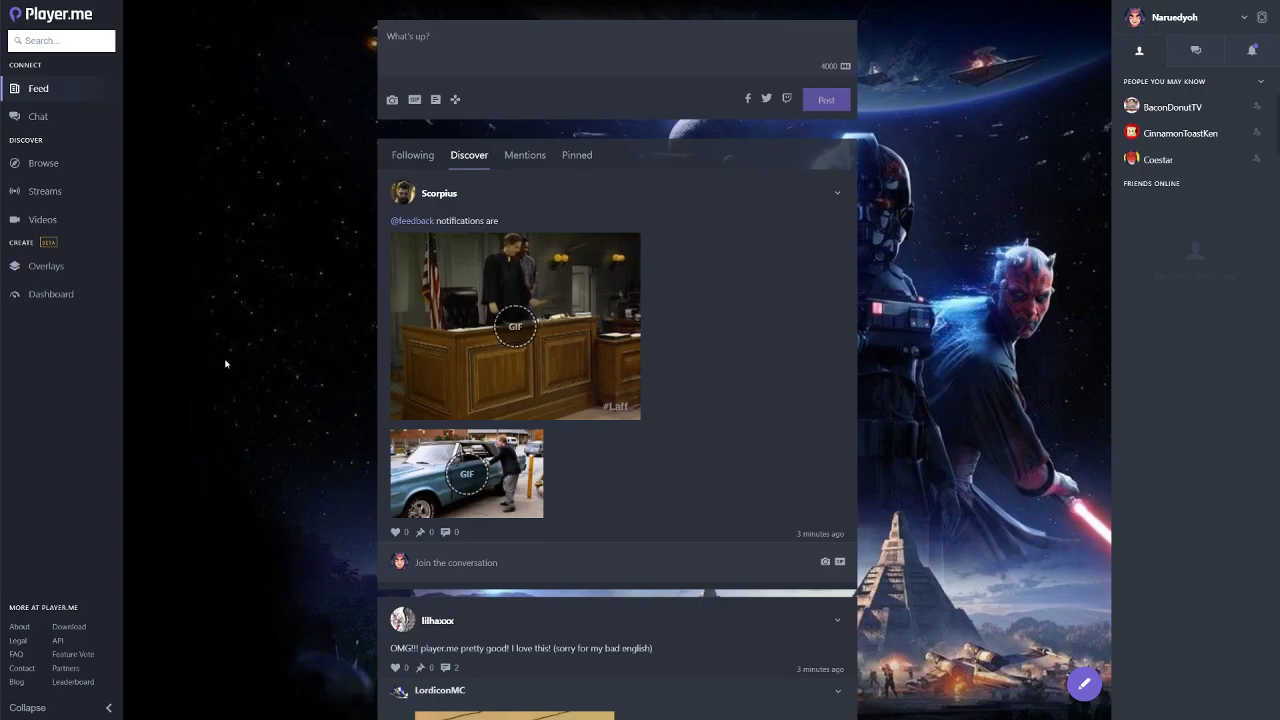 Player.me
Search...
CONNECT
Feed
Chat
DISCOVER
Browse
Streams
Videos
CREATE BETA
Overlays
Dashboard
MORE AT PLAYER.ME
About Download
Legal API
FAQ Feature Vote
Contact Partners
Blog Leaderboard
Collapse
What's up?
4000
GIF
Post
Following Discover Mentions Pinned
Scorpius
@feedback notifications are
GIF
#Laff
GIF
0 0 0
3 minutes ago
Join the conversation
lilhaxxx
OMG!!! player.me pretty good! I love this! (sorry for my bad english)
0 0 2
3 minutes ago
LordiconMC
Naruedyoh
PEOPLE YOU MAY KNOW
BaconDonutTV
CinnamonToastKen
Coestar
FRIENDS ONLINE